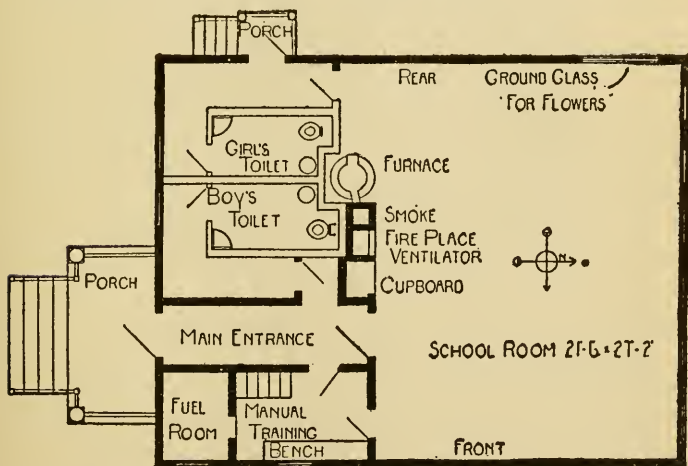 PORCH
REAR
GROUND GLASS
"FOR FLOWERS"
GIRL'S
TOILET
FURNACE
BOY'S
TOILET
SMOKE
FIRE PLACE
VENTILATOR
CUPBOARD
N
PORCH
MAIN ENTRANCE
SCHOOL ROOM 21'-6" x 27'-2"
FUEL
ROOM
MANUAL
TRAINING
BENCH
FRONT